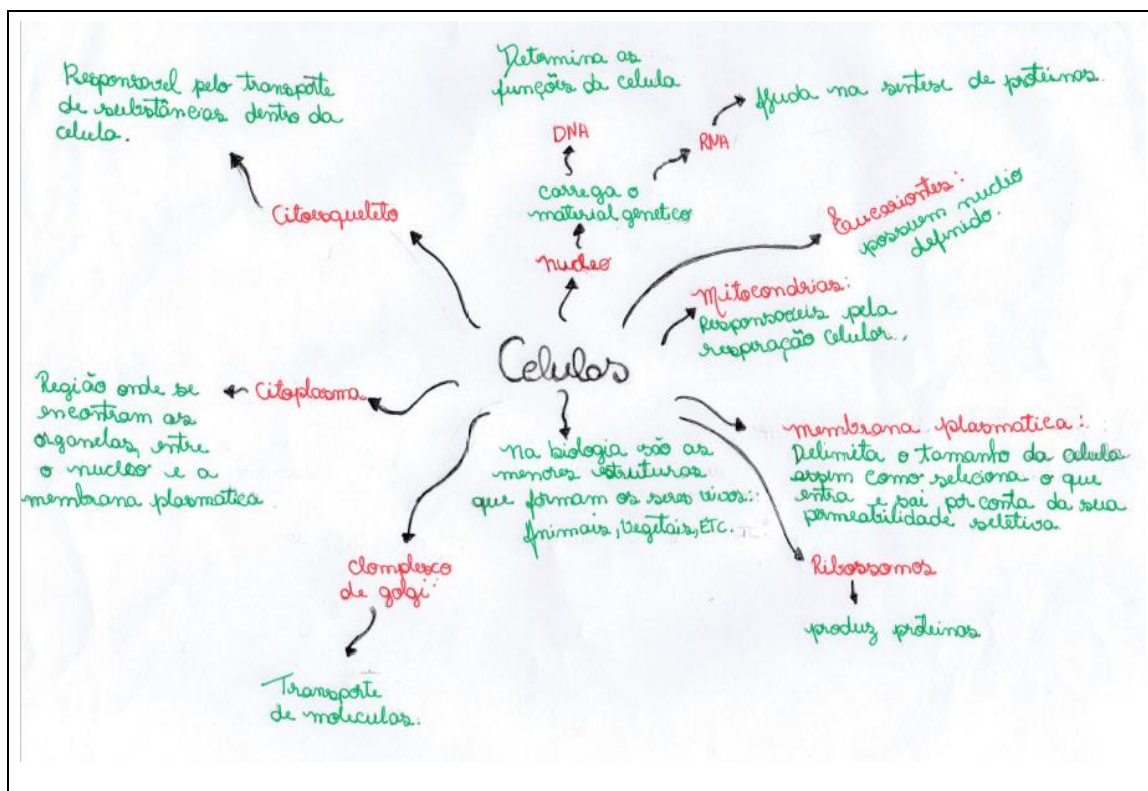 Responsavel pelo transporte
de substâncias dentro da
celula.
Citoesqueleto
Determina as
funções da celula
DNA
RNA
Ajuda na sintese de proteinas.
carrega o
material genetico
nucleo
Eucariontes:
possuem nucleo
definido.
Mitocondrias:
Responsaveis pela
respiração celular.
Celulas
Citoplasma
Região onde se
encontram as
organelas, entre
o nucleo e a
membrana plasmática
Na biologia são as
menores estruturas
que formam os seres vivos:
Animais, Vegetais, ETC.
membrana plasmatica:
Delimita o tamanho da celula
assim como seleciona o que
entra e sai por conta da sua
permeabilidade seletiva
Ribossomos
produz proteinas
Complexo
de golgi
Transporte
de moleculas.